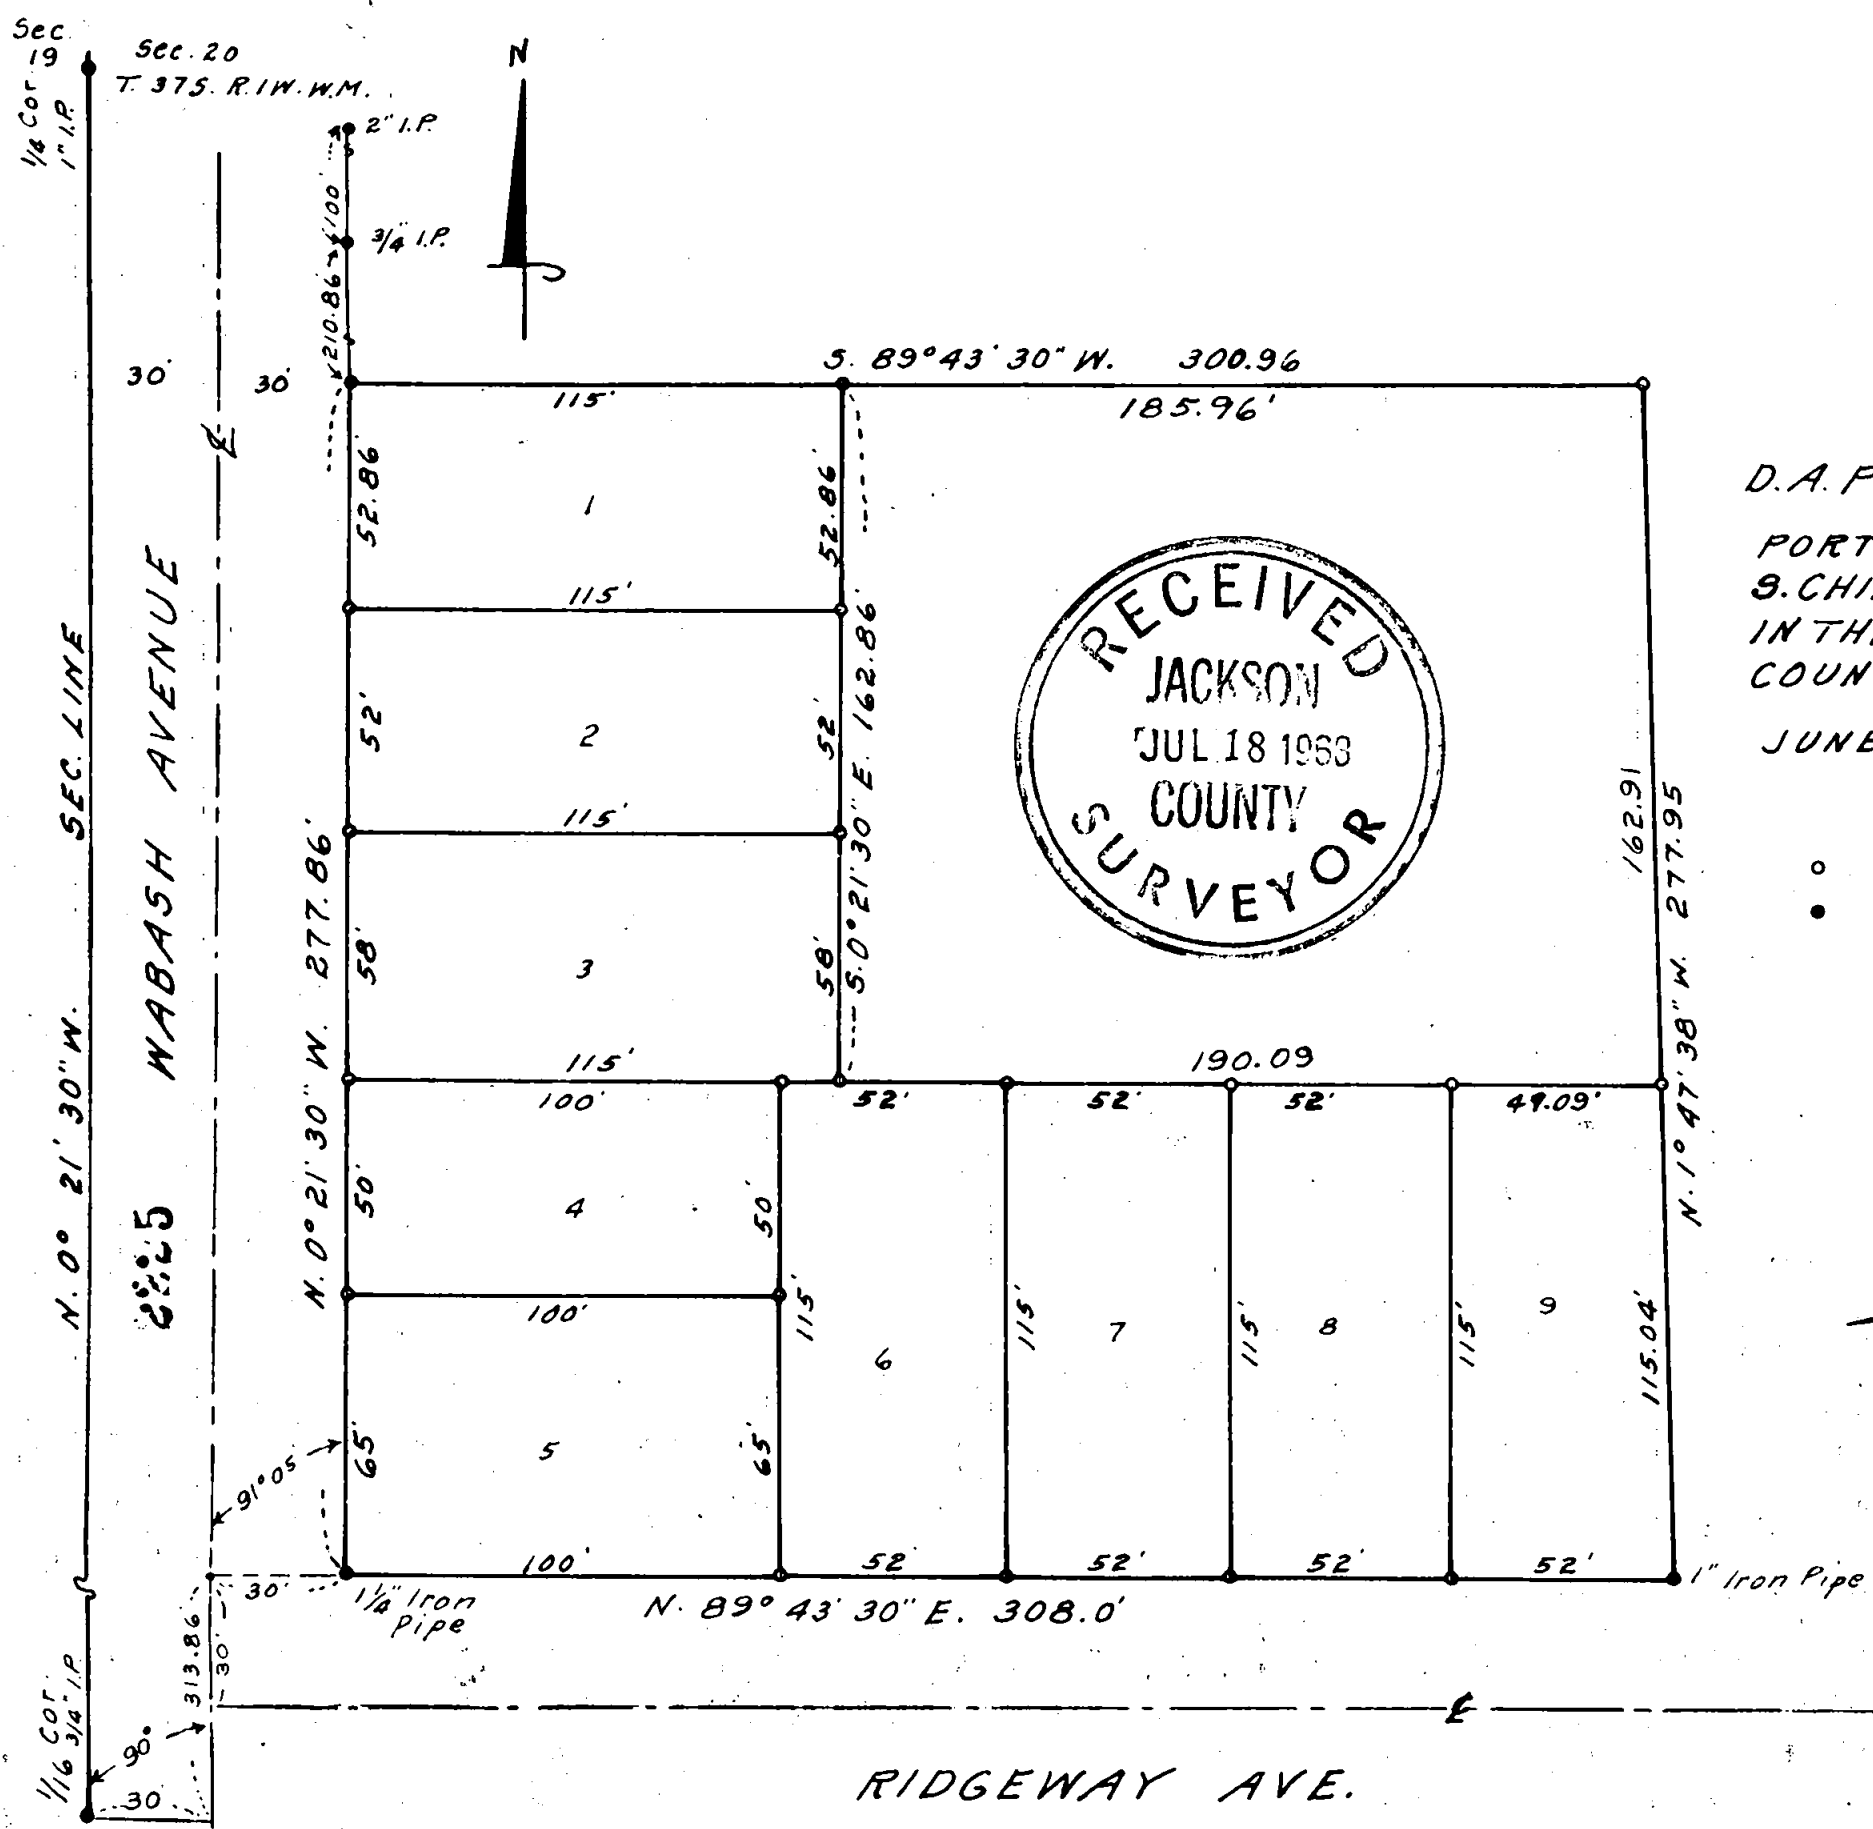 Sec.
19
Sec. 20
T. 37S. R.1W. W.M.
1/4 Cor.
1" I.P.
N
2" I.P.
100'
3/4" I.P.
210.86'
30'
30'
S. 89° 43' 30" W. 300.96
115'
185.96'
52.86'
52.86'
1
115'
52'
52'
2
115'
58'
58'
3
115'
S. 0° 21' 30" E. 162.86'
N. 0° 21' 30" W. 277.86'
WABASH AVENUE
SEC. LINE
N. 0° 21' 30" W.
RECEIVED
JACKSON
JUL 18 1963
COUNTY
SURVEYOR
D.A.
PORT
S. CHI
IN TH
COUN
JUNE
162.91
N. 1° 47' 38" W. 277.95
190.09
100'
52'
52'
52'
49.09'
50'
4
50'
100'
65'
5
65'
115'
6
115'
7
115'
8
115'
9
115.04'
91° 05'
100'
52'
52'
52'
52'
30'
1 1/4" Iron
Pipe
N. 89° 43' 30" E. 308.0'
1" Iron Pipe
313.86
30'
1/16 Cor
3/4" I.P.
90°
30
RIDGEWAY AVE.